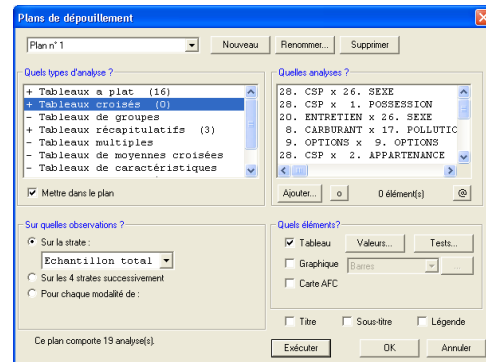 Plans de dépouillement
Plan n° 1
Nouveau
Renommer...
Supprimer
Quels types d'analyse ?
+ Tableaux a plat (16)
+ Tableaux croisés (0)
- Tableaux de groupes
+ Tableaux récapitulatifs (3)
- Tableaux multiples
- Tableaux de moyennes croisées
- Tableaux de caractéristiques
Mettre dans le plan
Quelles analyses ?
28. CSP x 26. SEXE
28. CSP x 1. POSSESSION
20. ENTRETIEN x 26. SEXE
8. CARBURANT x 17. POLLUTIO
9. OPTIONS x 9. OPTIONS
28. CSP x 2. APPARTENANCE
Ajouter... o 0 élément(s) @
Sur quelles observations ?
Sur la strate :
Echantillon total
Sur les 4 strates successivement
Pour chaque modalité de :
Quels éléments?
Tableau Valeurs... Tests...
Graphique Barres ...
Carte AFC
Titre Sous-titre Légende
Ce plan comporte 19 analyse(s).
Exécuter OK Annuler